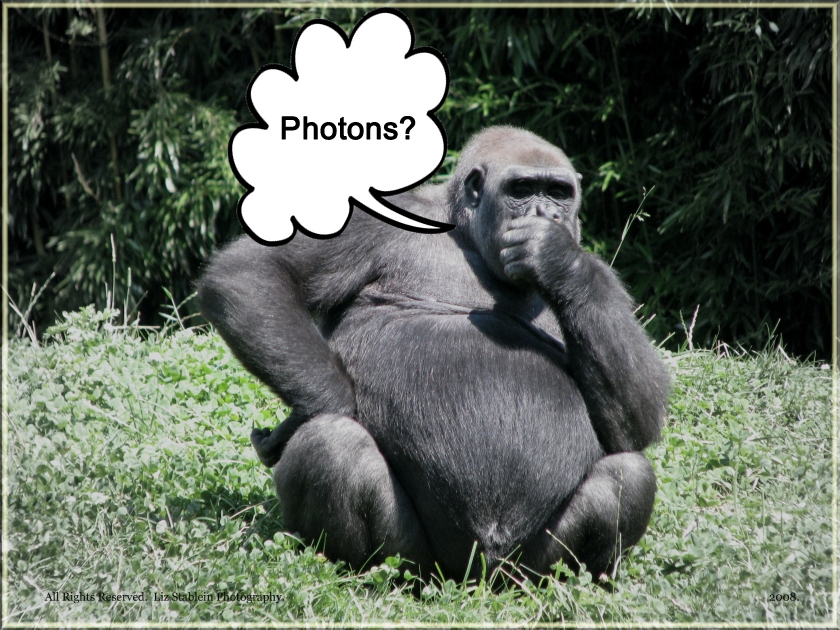 Photons?
All Rights Reserved. Liz Stablein Photography. 2008.